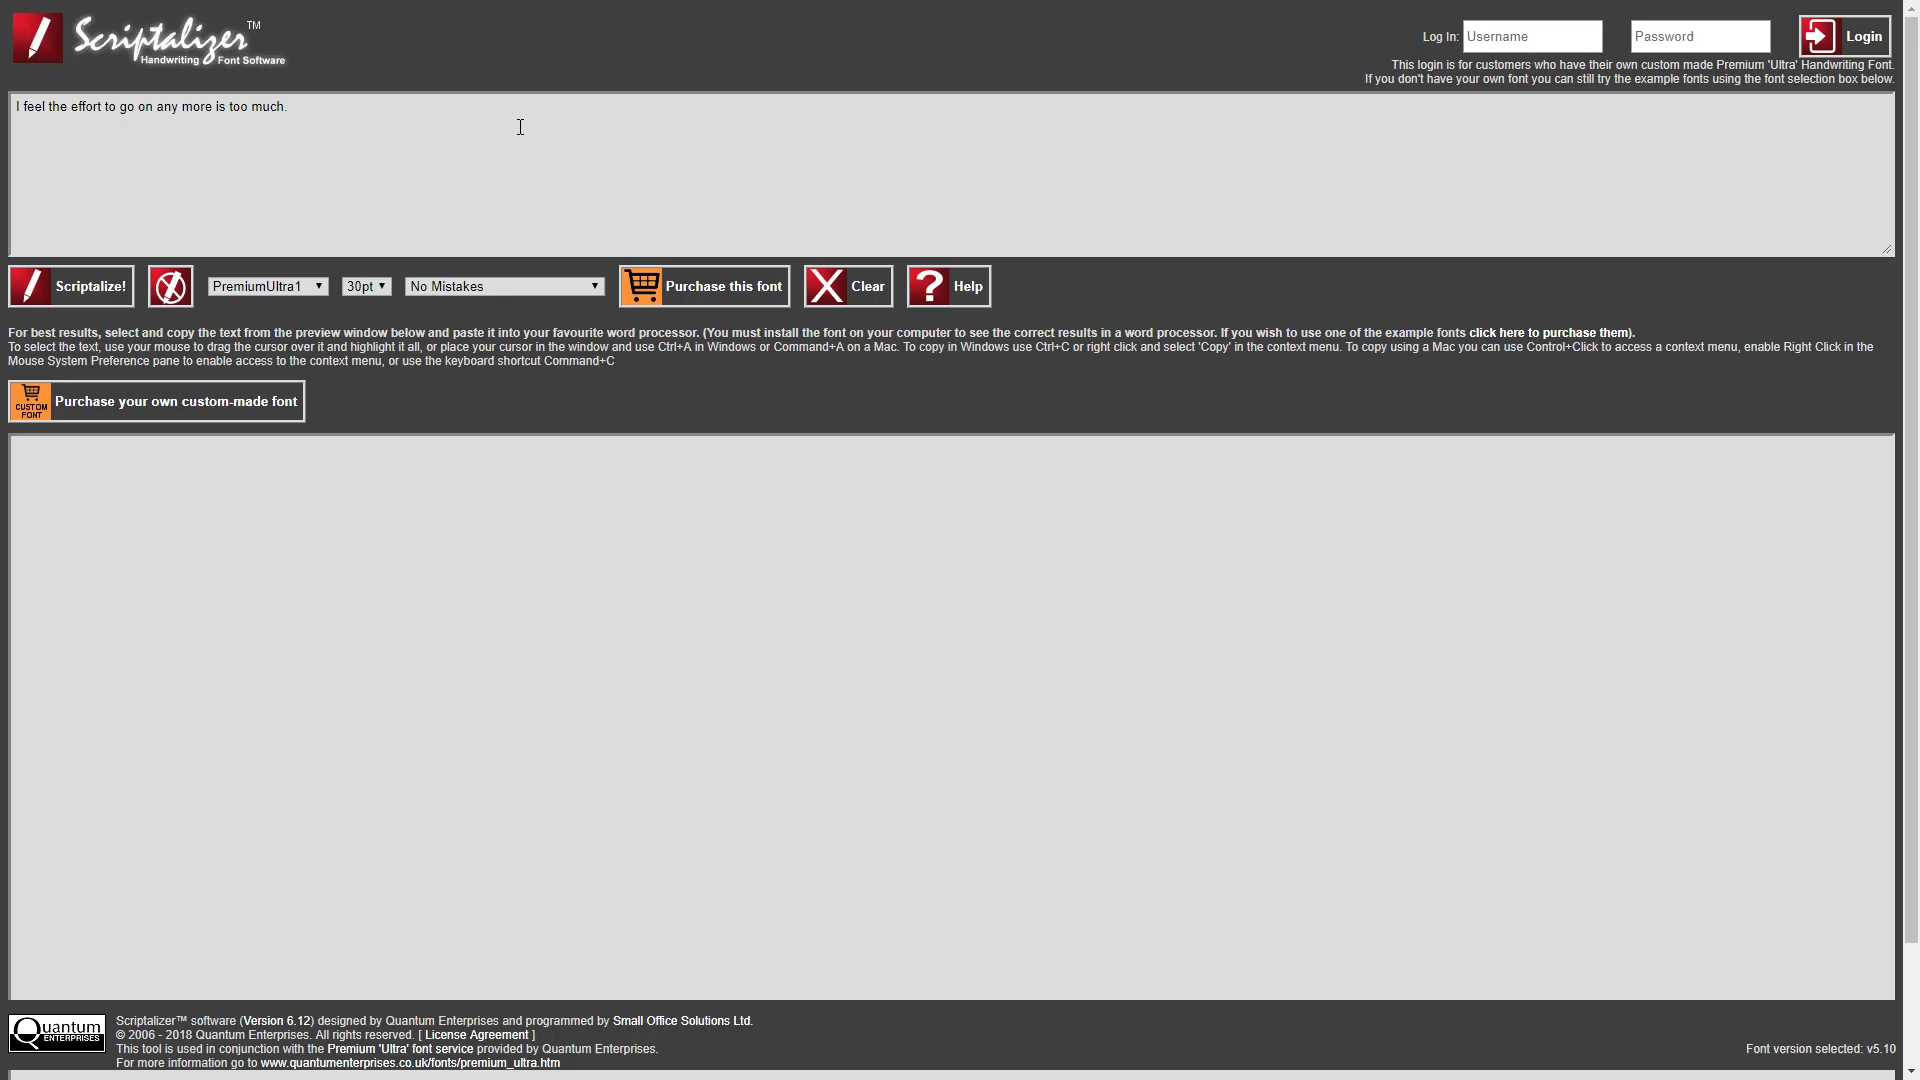 Scriptalizer™
Handwriting Font Software
Log In: Username Password Login
This login is for customers who have their own custom made Premium 'Ultra' Handwriting Font.
If you don't have your own font you can still try the example fonts using the font selection box below.
I feel the effort to go on any more is too much.
Scriptalize! PremiumUltra1 30pt No Mistakes Purchase this font Clear Help
For best results, select and copy the text from the preview window below and paste it into your favourite word processor. (You must install the font on your computer to see the correct results in a word processor. If you wish to use one of the example fonts click here to purchase them).
To select the text, use your mouse to drag the cursor over it and highlight it all, or place your cursor in the window and use Ctrl+A in Windows or Command+A on a Mac. To copy in Windows use Ctrl+C or right click and select 'Copy' in the context menu. To copy using a Mac you can use Control+Click to access a context menu, enable Right Click in the
Mouse System Preference pane to enable access to the context menu, or use the keyboard shortcut Command+C
CUSTOM FONT Purchase your own custom-made font
Quantum ENTERPRISES
Scriptalizer™ software (Version 6.12) designed by Quantum Enterprises and programmed by Small Office Solutions Ltd.
© 2006 - 2018 Quantum Enterprises. All rights reserved. [ License Agreement ]
This tool is used in conjunction with the Premium 'Ultra' font service provided by Quantum Enterprises.
For more information go to www.quantumenterprises.co.uk/fonts/premium_ultra.htm
Font version selected: v5.10